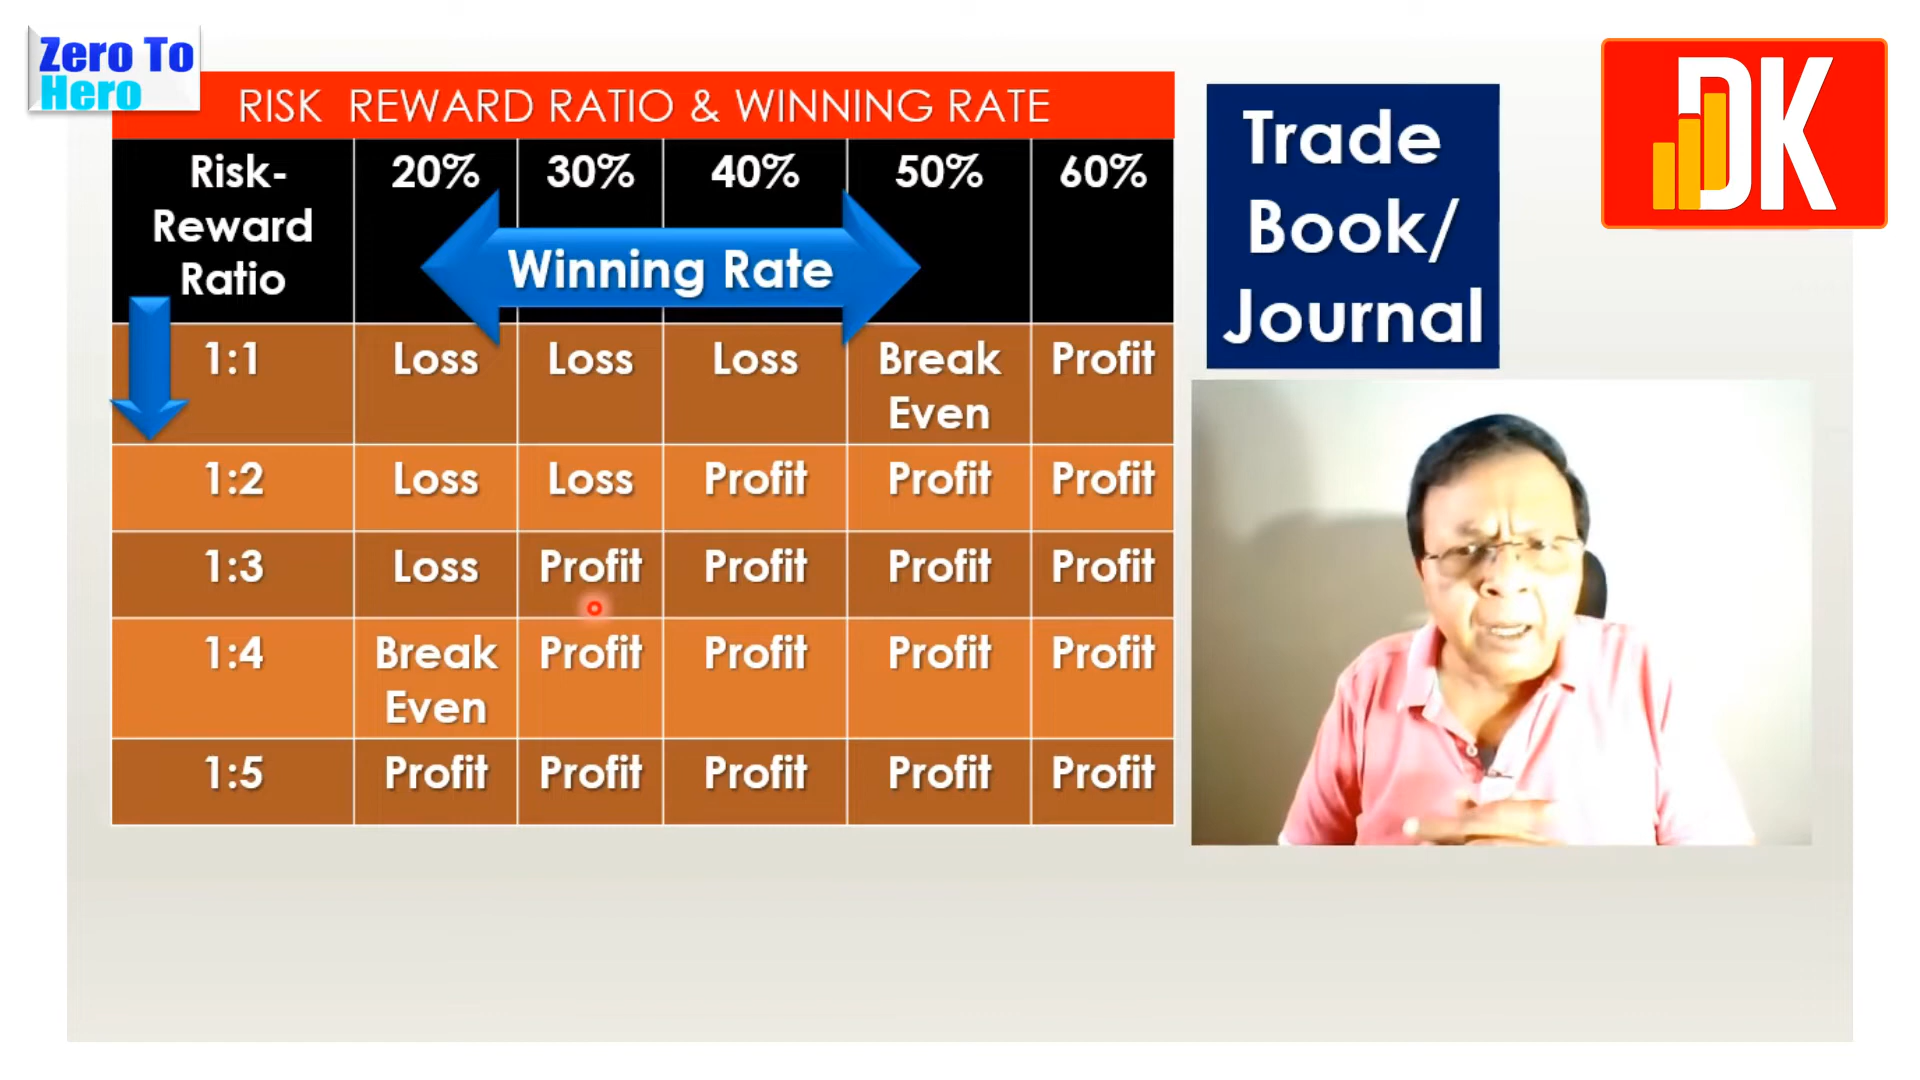 Zero To
Hero
RISK REWARD RATIO & WINNING RATE
Risk-
Reward
Ratio
20% 30% 40% 50% 60%
Winning Rate
1:1 Loss Loss Loss Break Even Profit
1:2 Loss Loss Profit Profit Profit
1:3 Loss Profit Profit Profit Profit
1:4 Break Even Profit Profit Profit Profit
1:5 Profit Profit Profit Profit Profit
Trade
Book/
Journal
DK